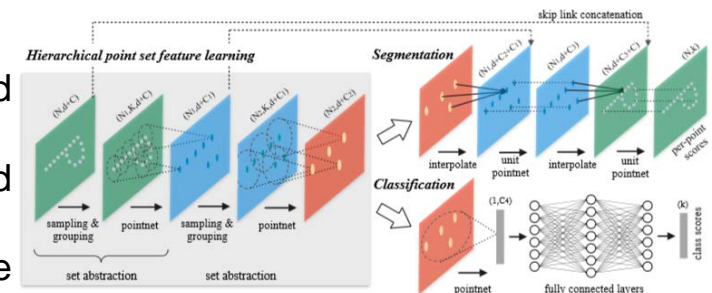 skip link concatenation
Hierarchical point set feature learning
(N,d+C)
(N1,K,d+C)
(N1,d+C1)
(N2,K,d+C1)
(N2,d+C2)
sampling &
grouping
pointnet
sampling &
grouping
pointnet
set abstraction
set abstraction
Segmentation
(N1,d+C2+C1)
(N1,d+C3)
(N,d+C3+C)
(N,k)
interpolate
unit
pointnet
interpolate
unit
pointnet
per-point
scores
Classification
(1,C4)
(k)
class scores
pointnet
fully connected layers
d
d
e